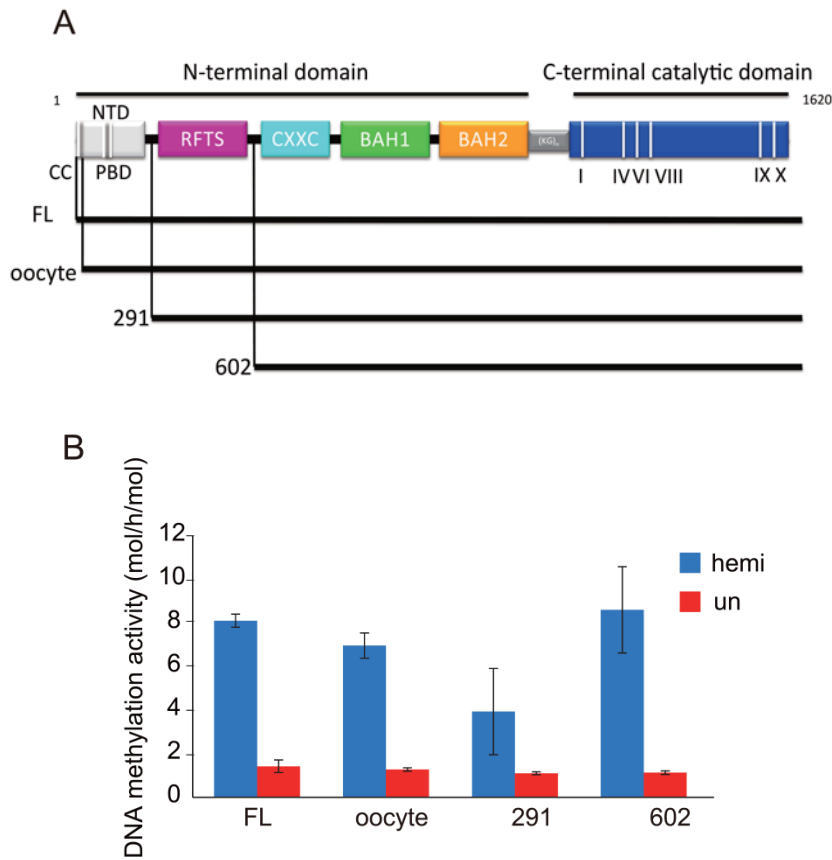 A
N-terminal domain
C-terminal catalytic domain
1
1620
NTD
RFTS
CXXC
BAH1
BAH2
(KG)n
CC
PBD
I
IV
VI
VIII
IX
X
FL
oocyte
291
602
B
DNA methylation activity (mol/h/mol)
12
10
8
6
4
2
0
hemi
un
FL
oocyte
291
602